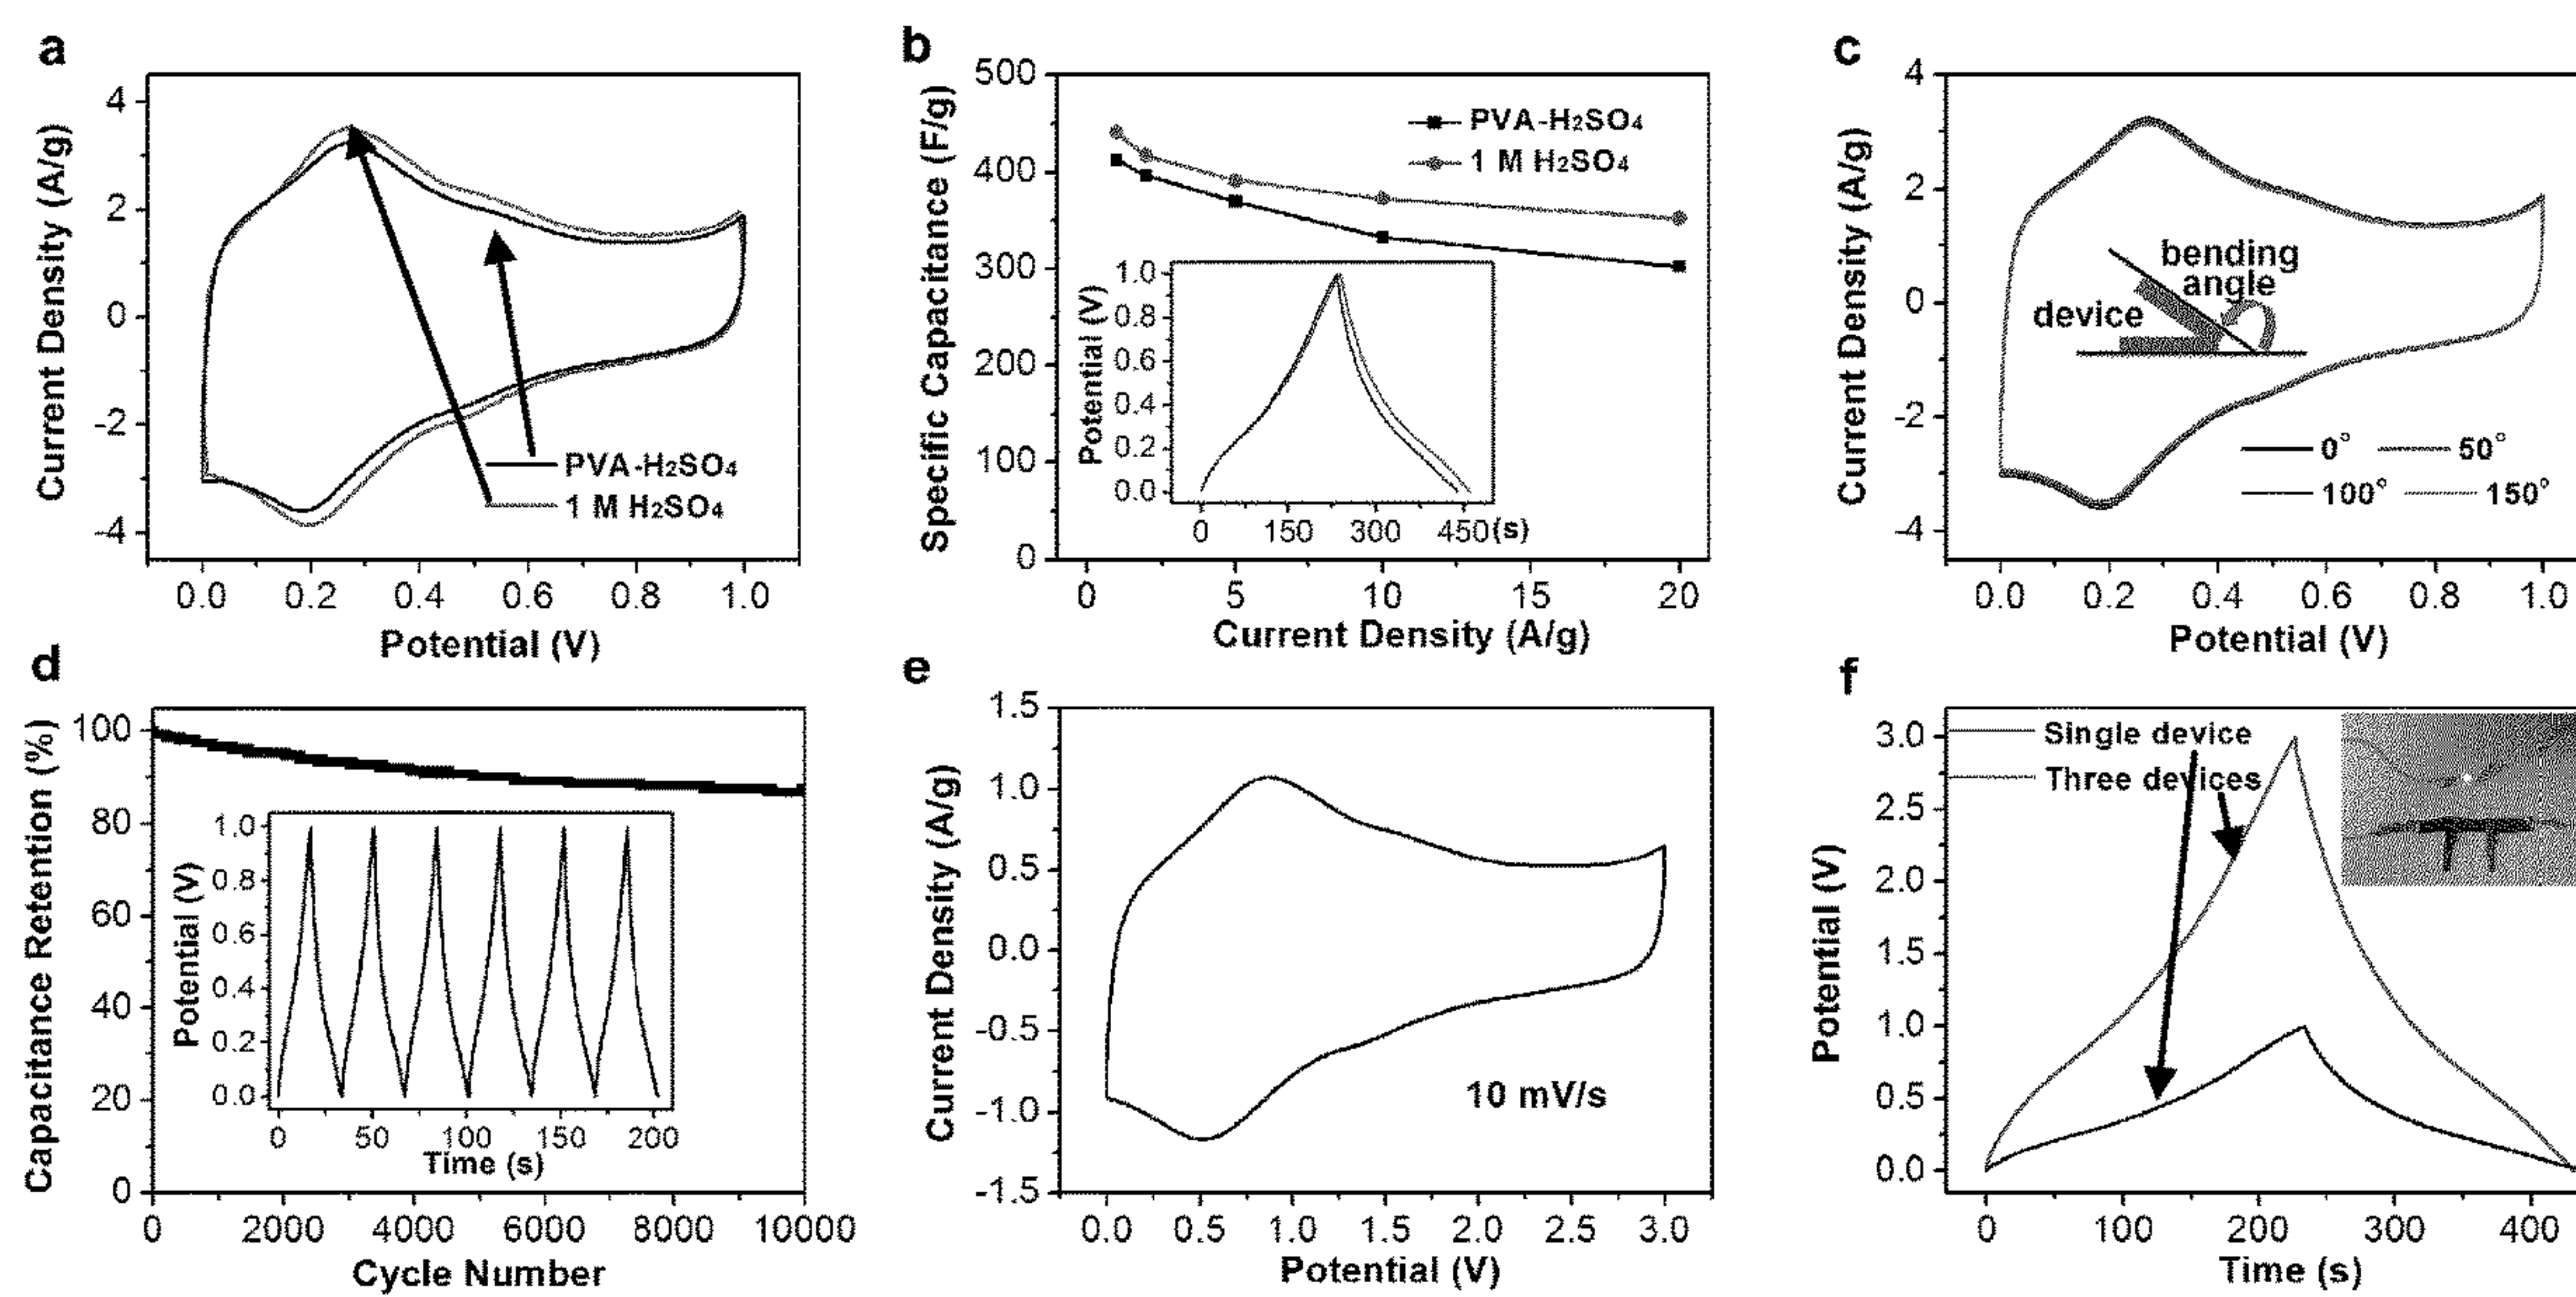 a
4
2
0
-2
-4
Current Density (A/g)
PVA-H₂SO₄
1 M H₂SO₄
0.0 0.2 0.4 0.6 0.8 1.0
Potential (V)
b
500
400
300
200
100
0
Specific Capacitance (F/g)
PVA-H₂SO₄
1 M H₂SO₄
1.0
0.8
0.6
0.4
0.2
0.0
Potential (V)
0 150 300 450(s)
0 5 10 15 20
Current Density (A/g)
c
4
2
0
-2
-4
Current Density (A/g)
bending
angle
device
0° 50°
100° 150°
0.0 0.2 0.4 0.6 0.8 1.0
Potential (V)
d
100
80
60
40
20
0
Capacitance Retention (%)
1.0
0.8
0.6
0.4
0.2
0.0
Potential (V)
0 50 100 150 200
Time (s)
0 2000 4000 6000 8000 10000
Cycle Number
e
1.5
1.0
0.5
0.0
-0.5
-1.0
-1.5
Current Density (A/g)
10 mV/s
0.0 0.5 1.0 1.5 2.0 2.5 3.0
Potential (V)
f
3.0
2.5
2.0
1.5
1.0
0.5
0.0
Potential (V)
Single device
Three devices
0 100 200 300 400
Time (s)